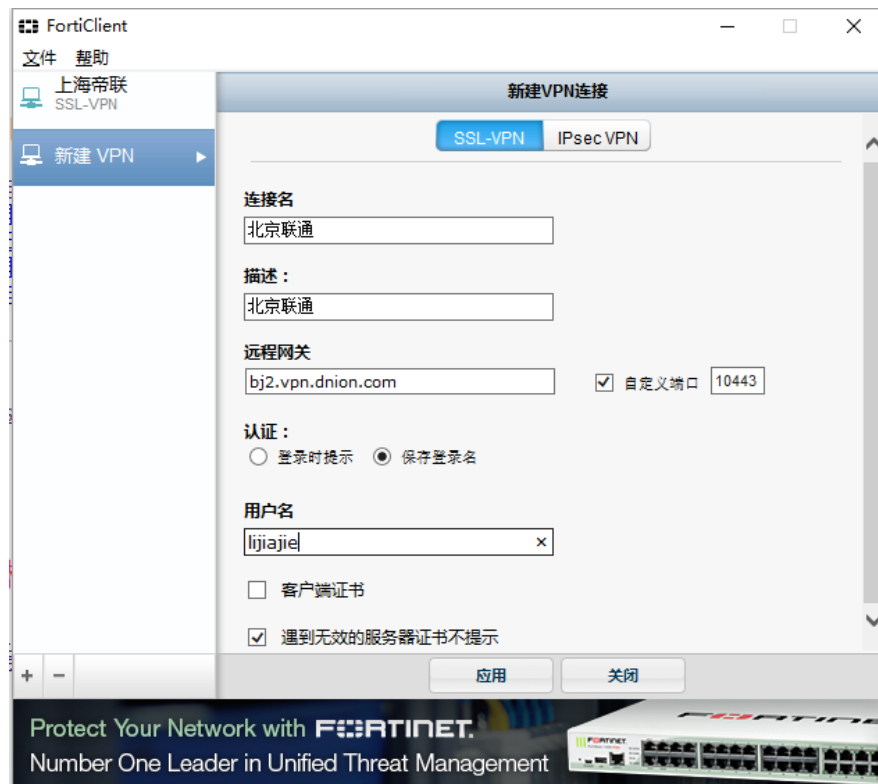 FortiClient
文件 帮助
上海帝联
SSL-VPN
新建 VPN
新建VPN连接
SSL-VPN IPsec VPN
连接名
北京联通
描述：
北京联通
远程网关
bj2.vpn.dnion.com 自定义端口 10443
认证：
登录时提示 保存登录名
用户名
lijiajie
客户端证书
遇到无效的服务器证书不提示
应用 关闭
Protect Your Network with FORTINET.
Number One Leader in Unified Threat Management
FORTINET